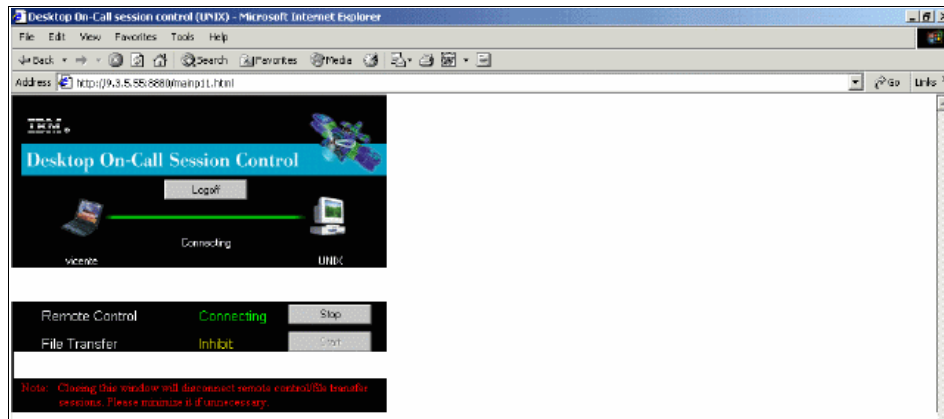 Desktop On-Call session control (UNIX) - Microsoft Internet Explorer
File Edit View Favorites Tools Help
Back Search Favorites Media
Address http://9.3.5.55:8880/mainp11.html Go Links
IBM
Desktop On-Call Session Control
Logoff
Connecting
vicente UNIX
Remote Control Connecting Stop
File Transfer Inhibit Start
Note: Closing this window will disconnect remote control/file transfer
sessions. Please minimize it if unnecessary.